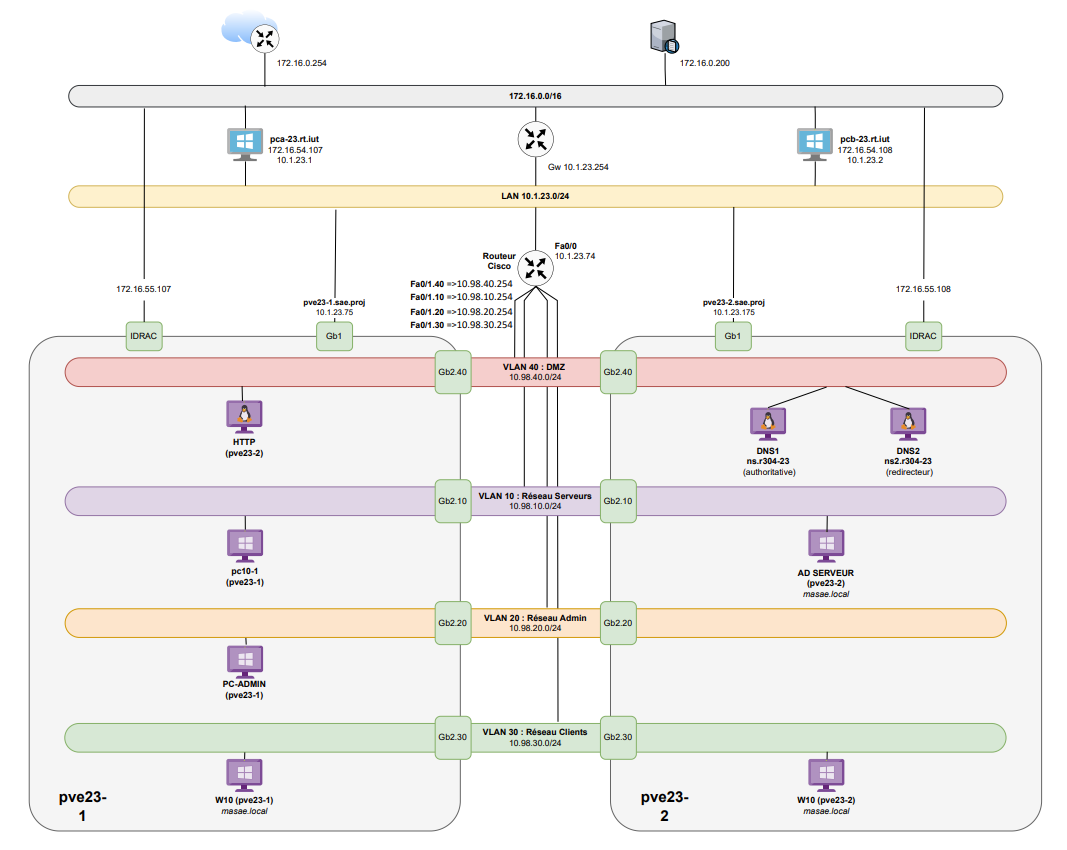 172.16.0.254
172.16.0.200
172.16.0.0/16
pca-23.rt.iut
172.16.54.107
10.1.23.1
Gw 10.1.23.254
pcb-23.rt.iut
172.16.54.108
10.1.23.2
LAN 10.1.23.0/24
Routeur
Cisco
Fa0/0
10.1.23.74
Fa0/1.40 =>10.98.40.254
Fa0/1.10 =>10.98.10.254
Fa0/1.20 =>10.98.20.254
Fa0/1.30 =>10.98.30.254
172.16.55.107
pve23-1.sae.proj
10.1.23.75
pve23-2.sae.proj
10.1.23.175
172.16.55.108
IDRAC
Gb1
Gb1
IDRAC
Gb2.40
VLAN 40 : DMZ
10.98.40.0/24
Gb2.40
HTTP
(pve23-2)
DNS1
ns.r304-23
(authoritative)
DNS2
ns2.r304-23
(redirecteur)
Gb2.10
VLAN 10 : Réseau Serveurs
10.98.10.0/24
Gb2.10
pc10-1
(pve23-1)
AD SERVEUR
(pve23-2)
masae.local
Gb2.20
VLAN 20 : Réseau Admin
10.98.20.0/24
Gb2.20
PC-ADMIN
(pve23-1)
Gb2.30
VLAN 30 : Réseau Clients
10.98.30.0/24
Gb2.30
W10 (pve23-1)
masae.local
W10 (pve23-2)
masae.local
pve23-
1
pve23-
2